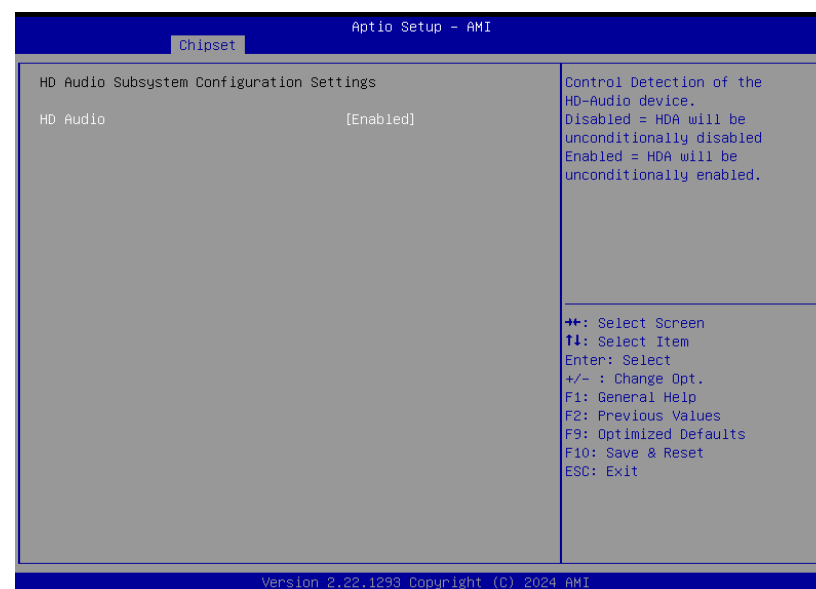 Aptio Setup – AMI
Chipset
HD Audio Subsystem Configuration Settings
HD Audio [Enabled]
Control Detection of the
HD-Audio device.
Disabled = HDA will be
unconditionally disabled
Enabled = HDA will be
unconditionally enabled.
→←: Select Screen
↑↓: Select Item
Enter: Select
+/- : Change Opt.
F1: General Help
F2: Previous Values
F9: Optimized Defaults
F10: Save & Reset
ESC: Exit
Version 2.22.1293 Copyright (C) 2024 AMI